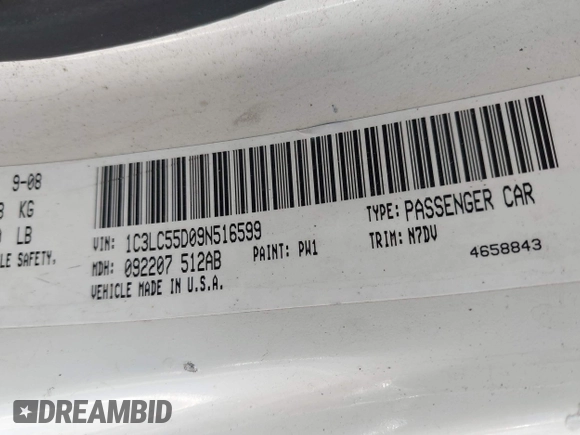 9-08
KG
LB
LE SAFETY.
VIN: 1C3LC55D09N516599
TYPE: PASSENGER CAR
MDH: 092207 512AB
PAINT: PW1
TRIM: N7DV
VEHICLE MADE IN U.S.A.
4658843
DREAMBID